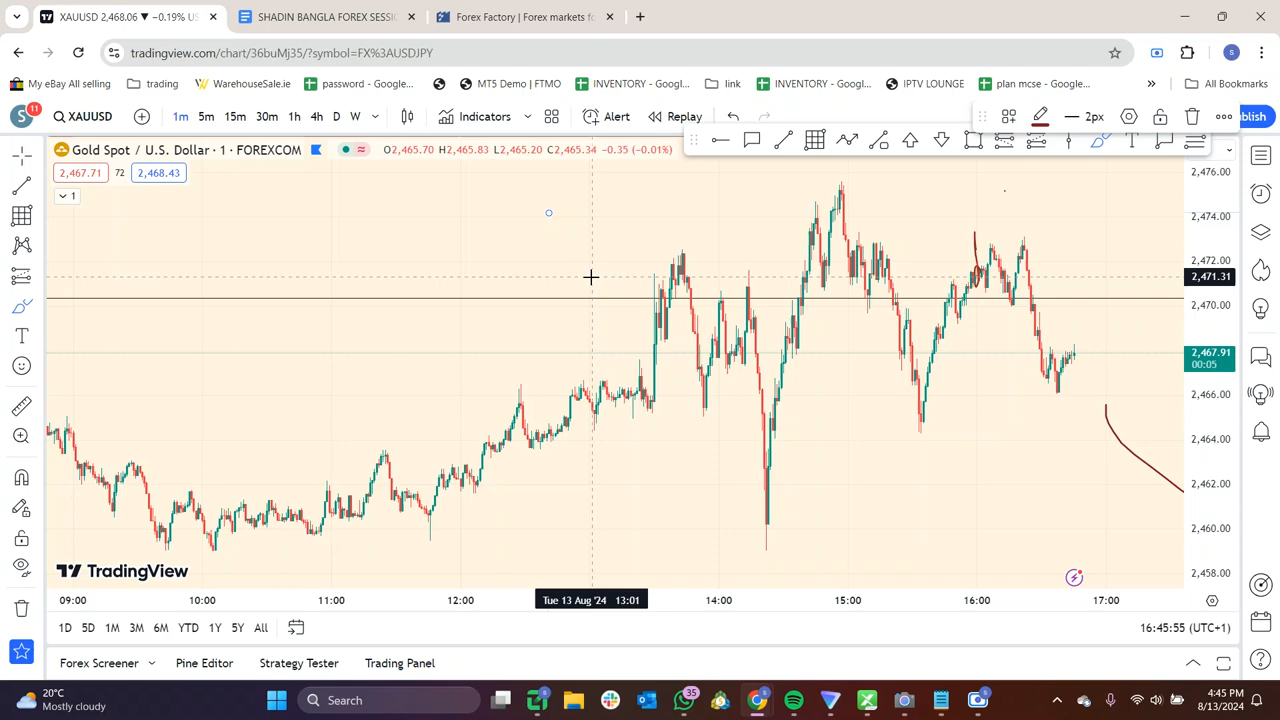 XAUUSD 2,468.06 ▼ −0.19% U
SHADIN BANGLA FOREX SESSI
Forex Factory | Forex markets fo
tradingview.com/chart/36buMj35/?symbol=FX%3AUSDJPY
S
My eBay All selling
trading
WarehouseSale.ie
password - Google...
MT5 Demo | FTMO
INVENTORY - Googl...
link
INVENTORY - Googl...
IPTV LOUNGE
plan mcse - Google...
»
All Bookmarks
S
11
XAUUSD
1m
5m
15m
30m
1h
4h
D
W
Indicators
Alert
Replay
2px
blish
Gold Spot / U.S. Dollar · 1 · FOREXCOM
O2,465.70 H2,465.83 L2,465.20 C2,465.34 −0.35 (−0.01%)
2,467.71
72
2,468.43
1
2,476.00
2,474.00
2,472.00
2,471.31
2,470.00
2,467.91
00:05
2,466.00
2,464.00
2,462.00
2,460.00
2,458.00
TradingView
09:00
10:00
11:00
12:00
Tue 13 Aug '24 13:01
14:00
15:00
16:00
17:00
1D
5D
1M
3M
6M
YTD
1Y
5Y
All
16:45:55 (UTC+1)
Forex Screener
Pine Editor
Strategy Tester
Trading Panel
20°C
Mostly cloudy
Search
35
4:45 PM
8/13/2024